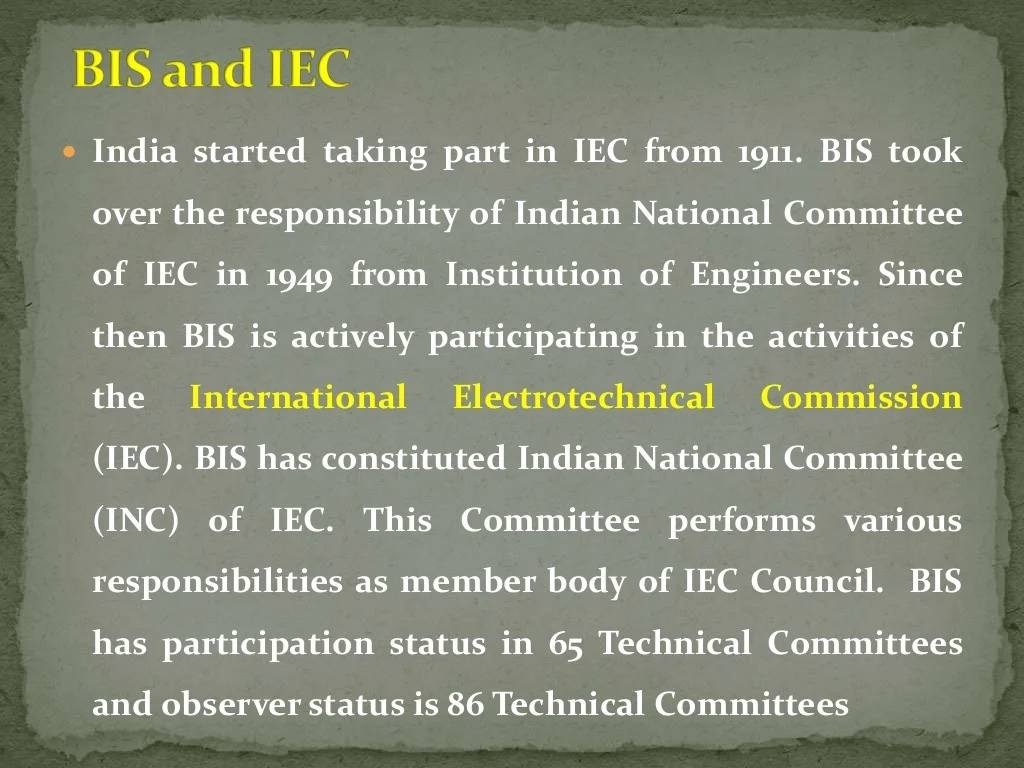 BIS and IEC
• India started taking part in IEC from 1911. BIS took
over the responsibility of Indian National Committee
of IEC in 1949 from Institution of Engineers. Since
then BIS is actively participating in the activities of
the International Electrotechnical Commission
(IEC). BIS has constituted Indian National Committee
(INC) of IEC. This Committee performs various
responsibilities as member body of IEC Council. BIS
has participation status in 65 Technical Committees
and observer status is 86 Technical Committees